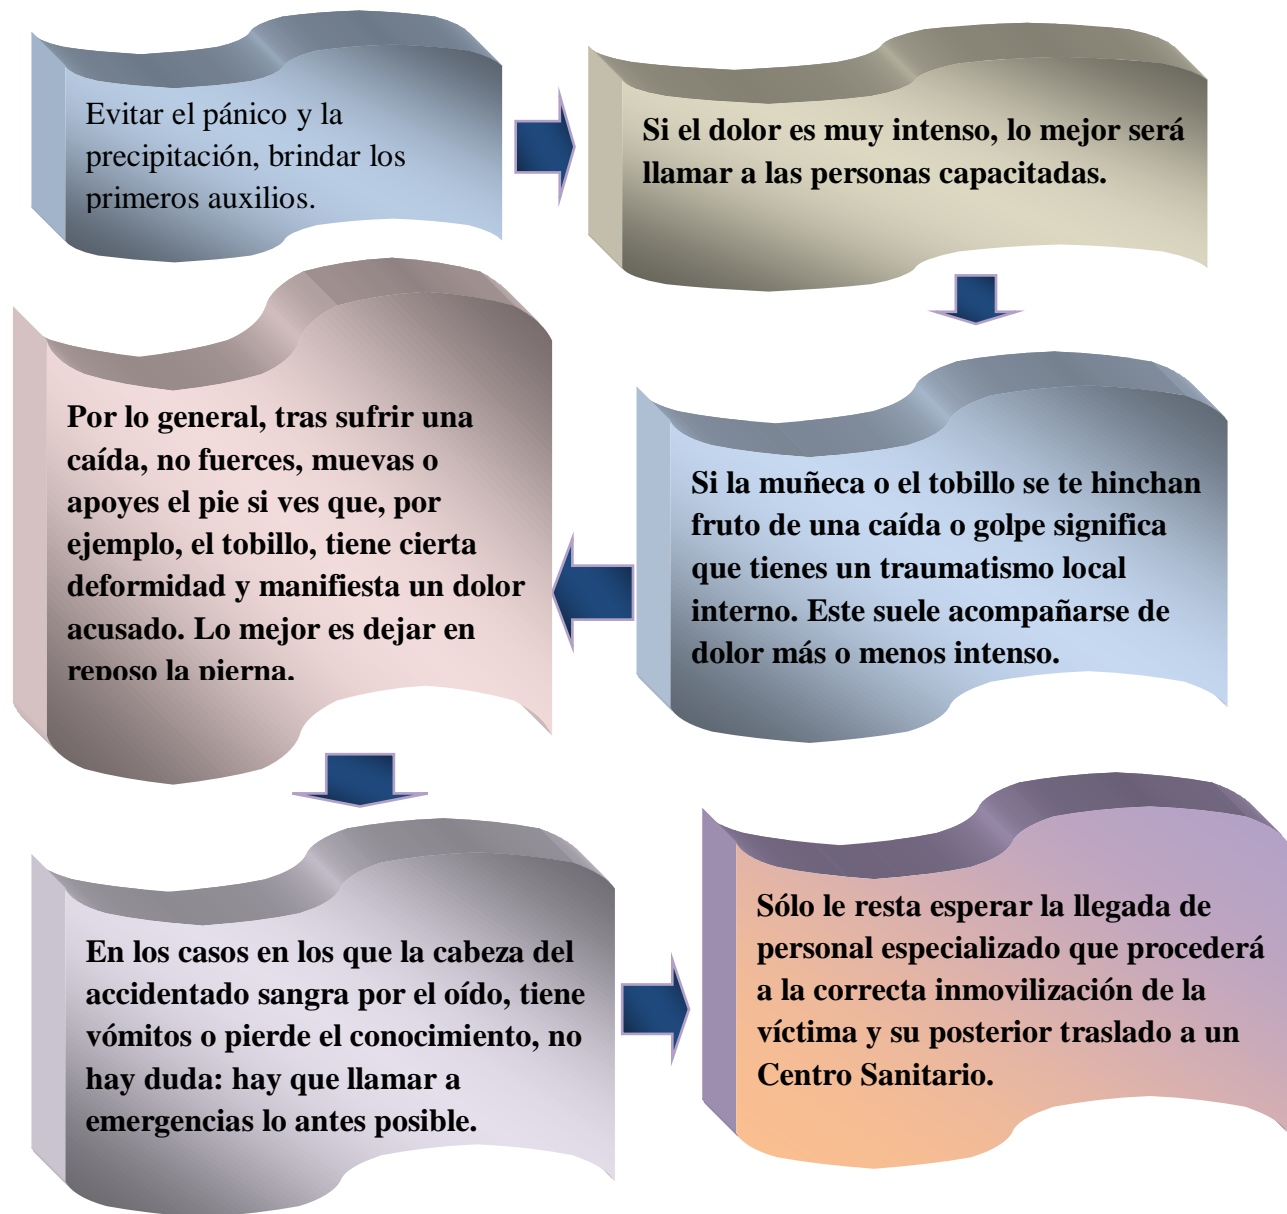 Evitar el pánico y la
precipitación, brindar los
primeros auxilios.
Si el dolor es muy intenso, lo mejor será
llamar a las personas capacitadas.
Si la muñeca o el tobillo se te hinchan
fruto de una caída o golpe significa
que tienes un traumatismo local
interno. Este suele acompañarse de
dolor más o menos intenso.
Por lo general, tras sufrir una
caída, no fuerces, muevas o
apoyes el pie si ves que, por
ejemplo, el tobillo, tiene cierta
deformidad y manifiesta un dolor
acusado. Lo mejor es dejar en
reposo la pierna.
En los casos en los que la cabeza del
accidentado sangra por el oído, tiene
vómitos o pierde el conocimiento, no
hay duda: hay que llamar a
emergencias lo antes posible.
Sólo le resta esperar la llegada de
personal especializado que procederá
a la correcta inmovilización de la
víctima y su posterior traslado a un
Centro Sanitario.